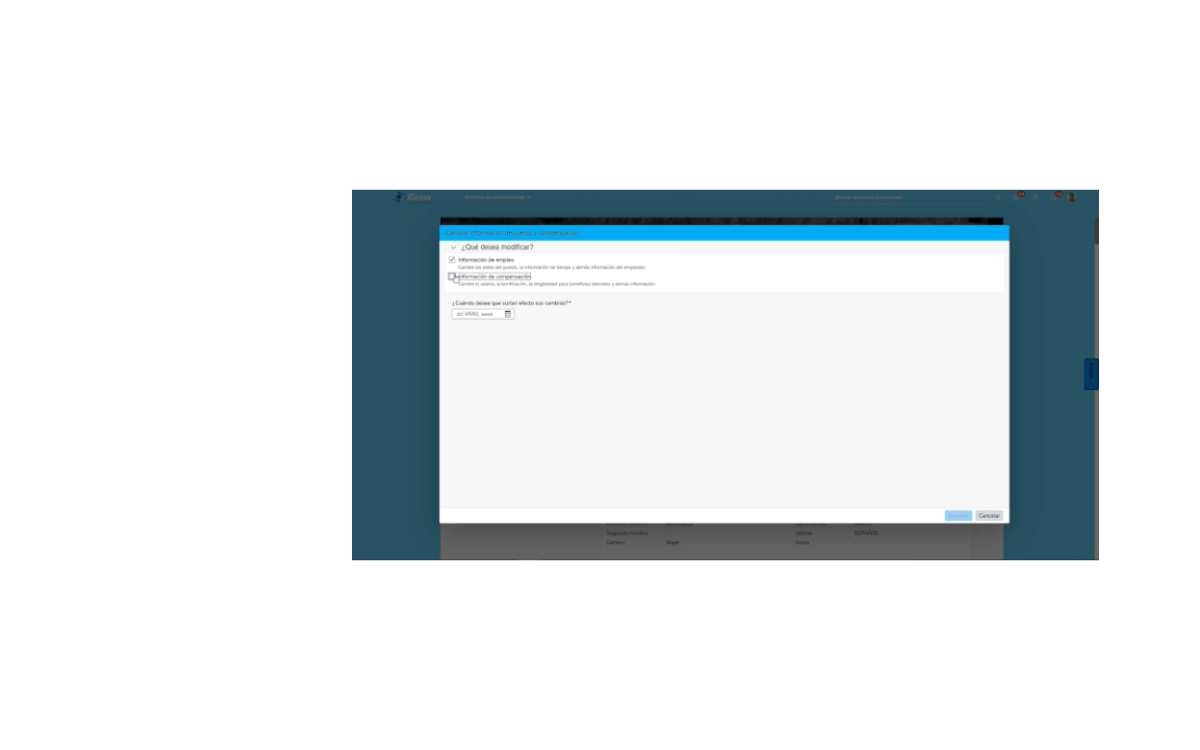 iGrow
¿Qué desea modificar?
Información de empleo
Cambie los datos del puesto, la información de tiempo y demás información del empleado.
Información de compensación
Cambie el salario, la bonificación, la elegibilidad para beneficios laborales y demás información.
¿Cuándo desea que surtan efecto sus cambios?*
dd MMM, aaaa
Guardar Cancelar
Segundo nombre Idioma ESPAÑOL
Género Mujer